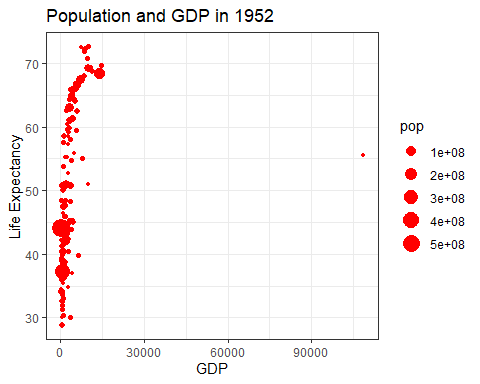 Population and GDP in 1952
Life Expectancy
70
60
50
40
30
0
30000
60000
90000
GDP
pop
1e+08
2e+08
3e+08
4e+08
5e+08